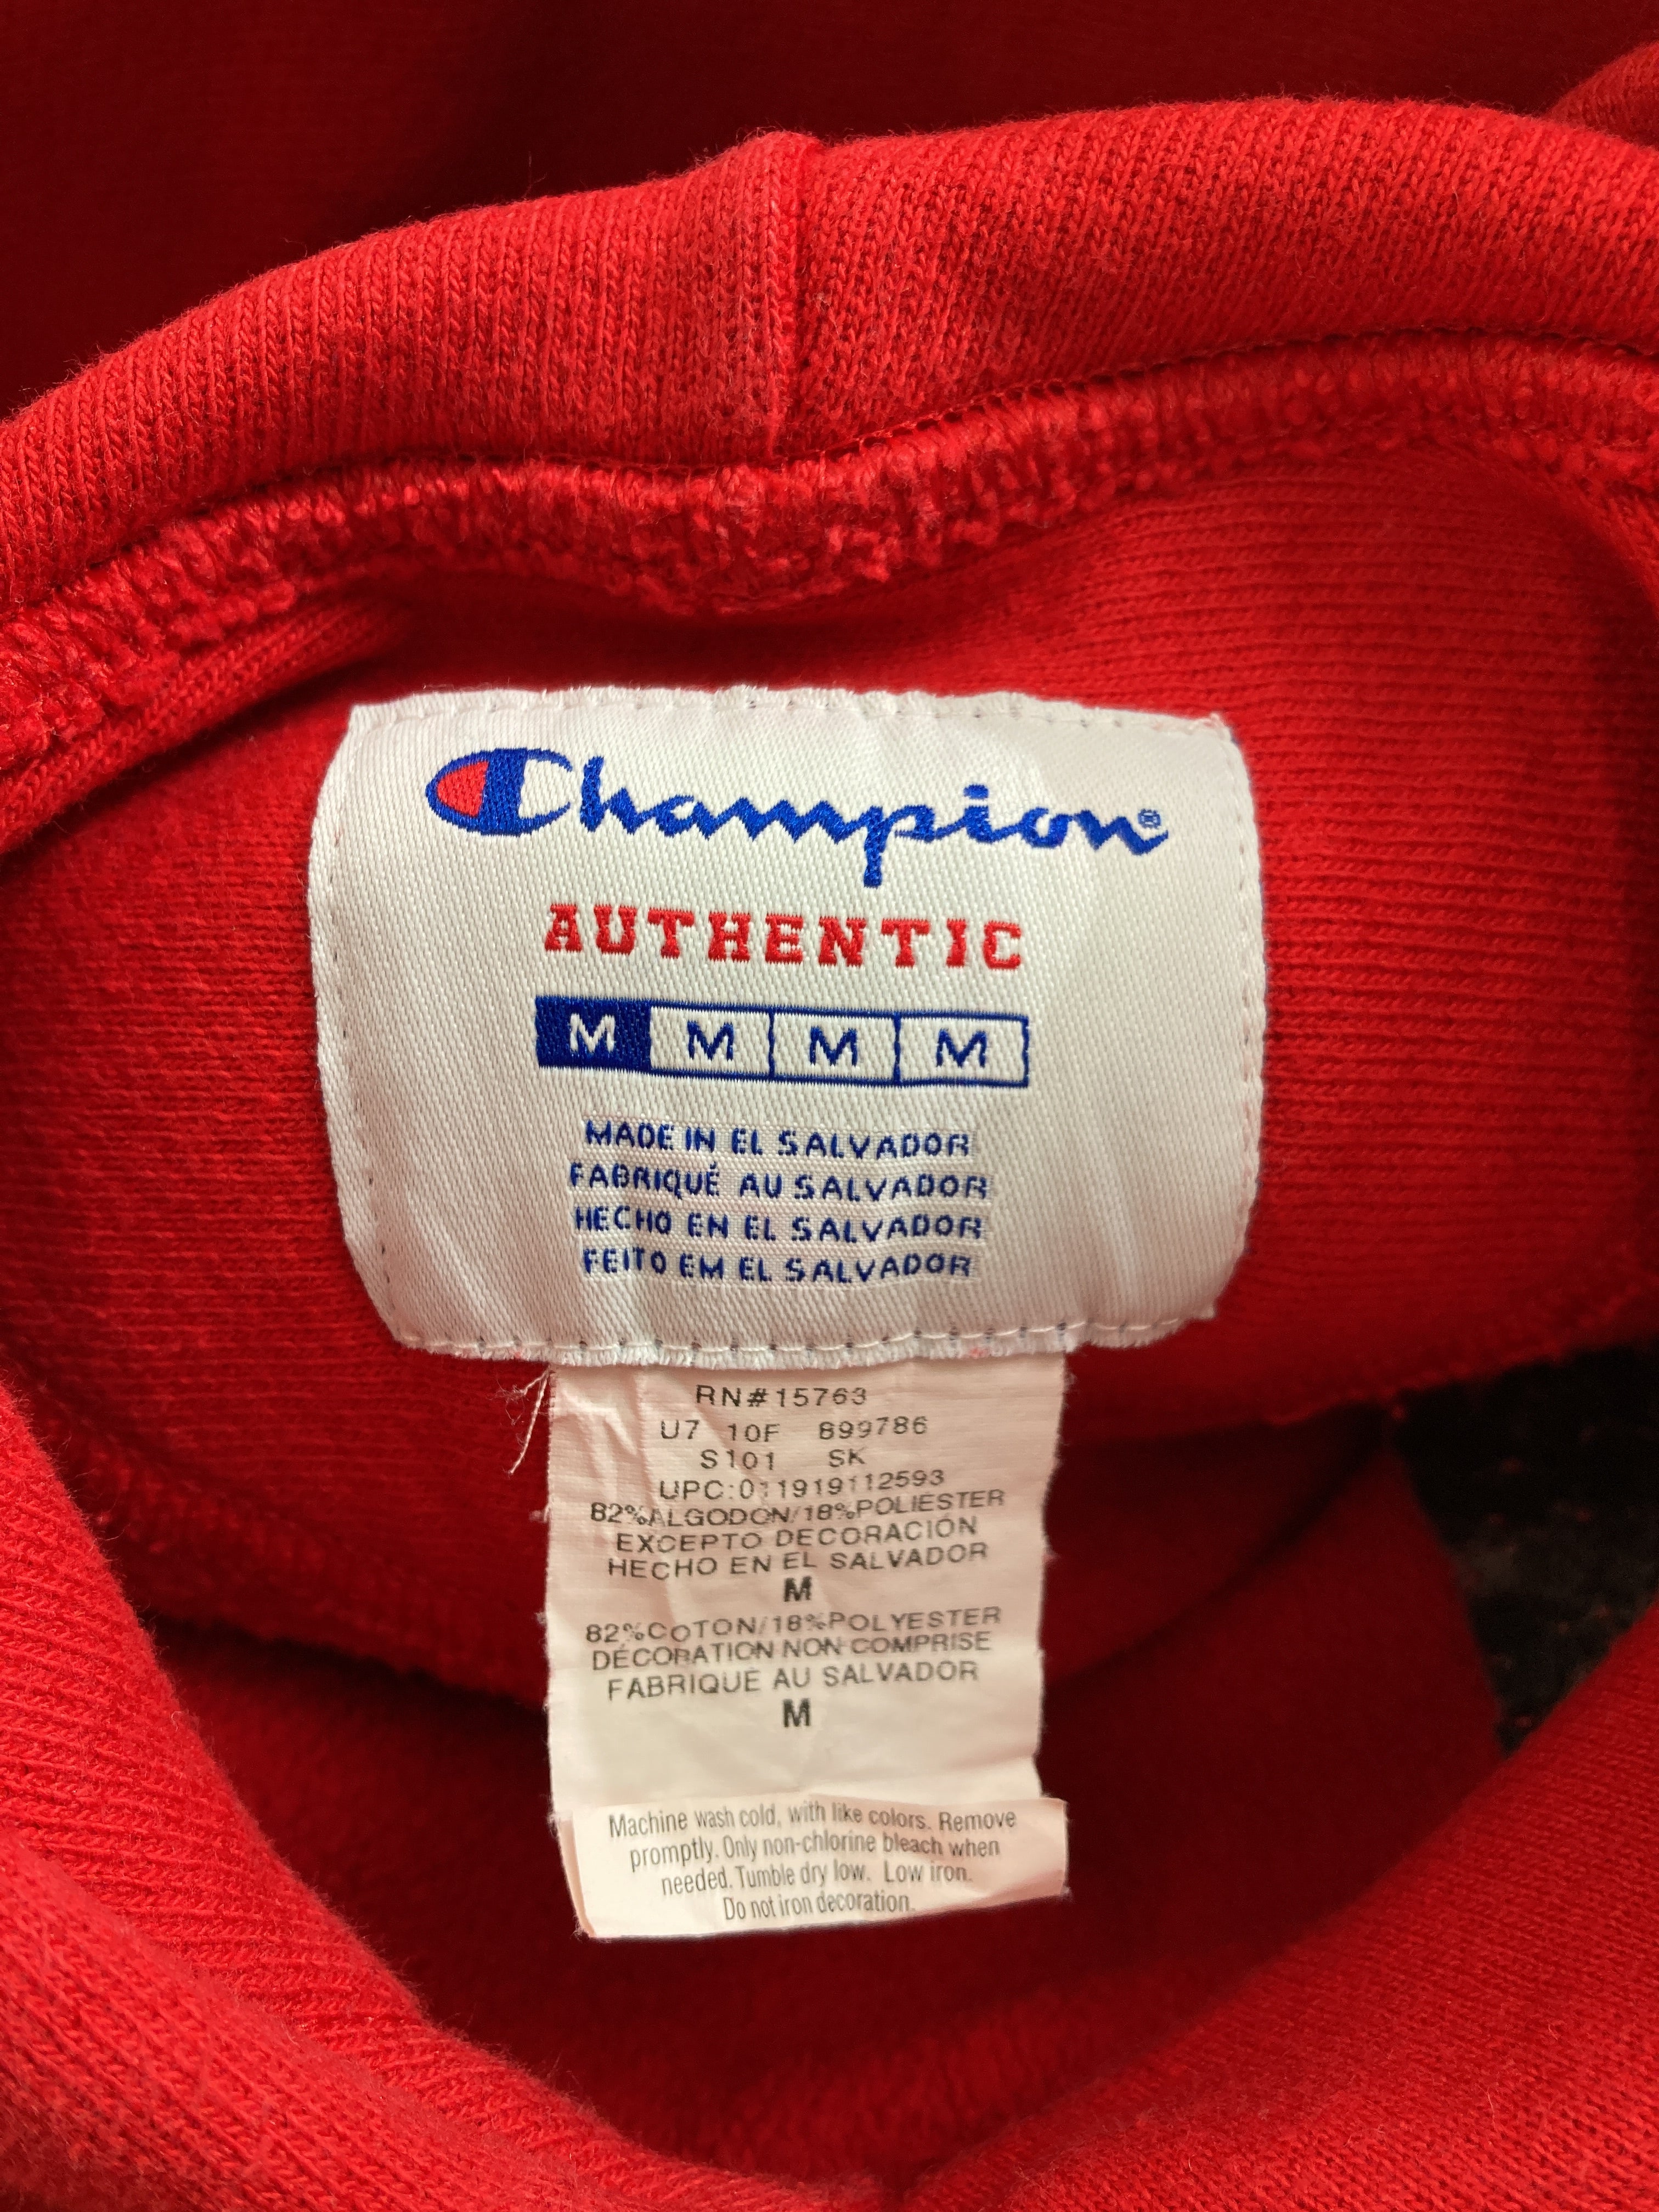 Champion®
AUTHENTIC
M M M M
MADE IN EL SALVADOR
FABRIQUÉ AU SALVADOR
HECHO EN EL SALVADOR
FEITO EM EL SALVADOR
RN#15763
U7 10F 899786
S101 SK
UPC:011919112593
82%ALGODON/18%POLIÉSTER
EXCEPTO DECORACIÓN
HECHO EN EL SALVADOR
M
82%COTON/18%POLYESTER
DÉCORATION NON COMPRISE
FABRIQUÉ AU SALVADOR
M
Machine wash cold, with like colors. Remove
promptly. Only non-chlorine bleach when
needed. Tumble dry low. Low iron.
Do not iron decoration.